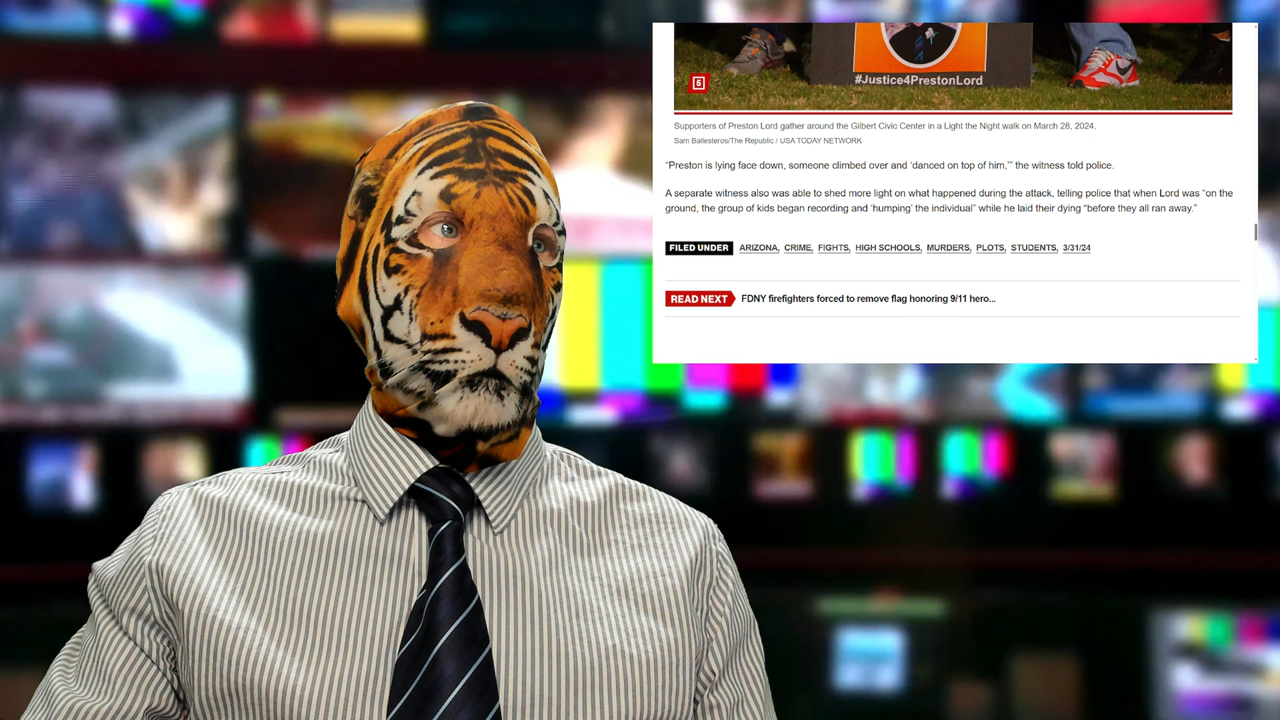 #Justice4PrestonLord
5
Supporters of Preston Lord gather around the Gilbert Civic Center in a Light the Night walk on March 28, 2024.
Sam Ballesteros/The Republic / USA TODAY NETWORK
“Preston is lying face down, someone climbed over and ‘danced on top of him,’” the witness told police.
A separate witness also was able to shed more light on what happened during the attack, telling police that when Lord was “on the
ground, the group of kids began recording and ‘humping’ the individual” while he laid their dying “before they all ran away.”
FILED UNDER ARIZONA, CRIME, FIGHTS, HIGH SCHOOLS, MURDERS, PLOTS, STUDENTS, 3/31/24
READ NEXT FDNY firefighters forced to remove flag honoring 9/11 hero...